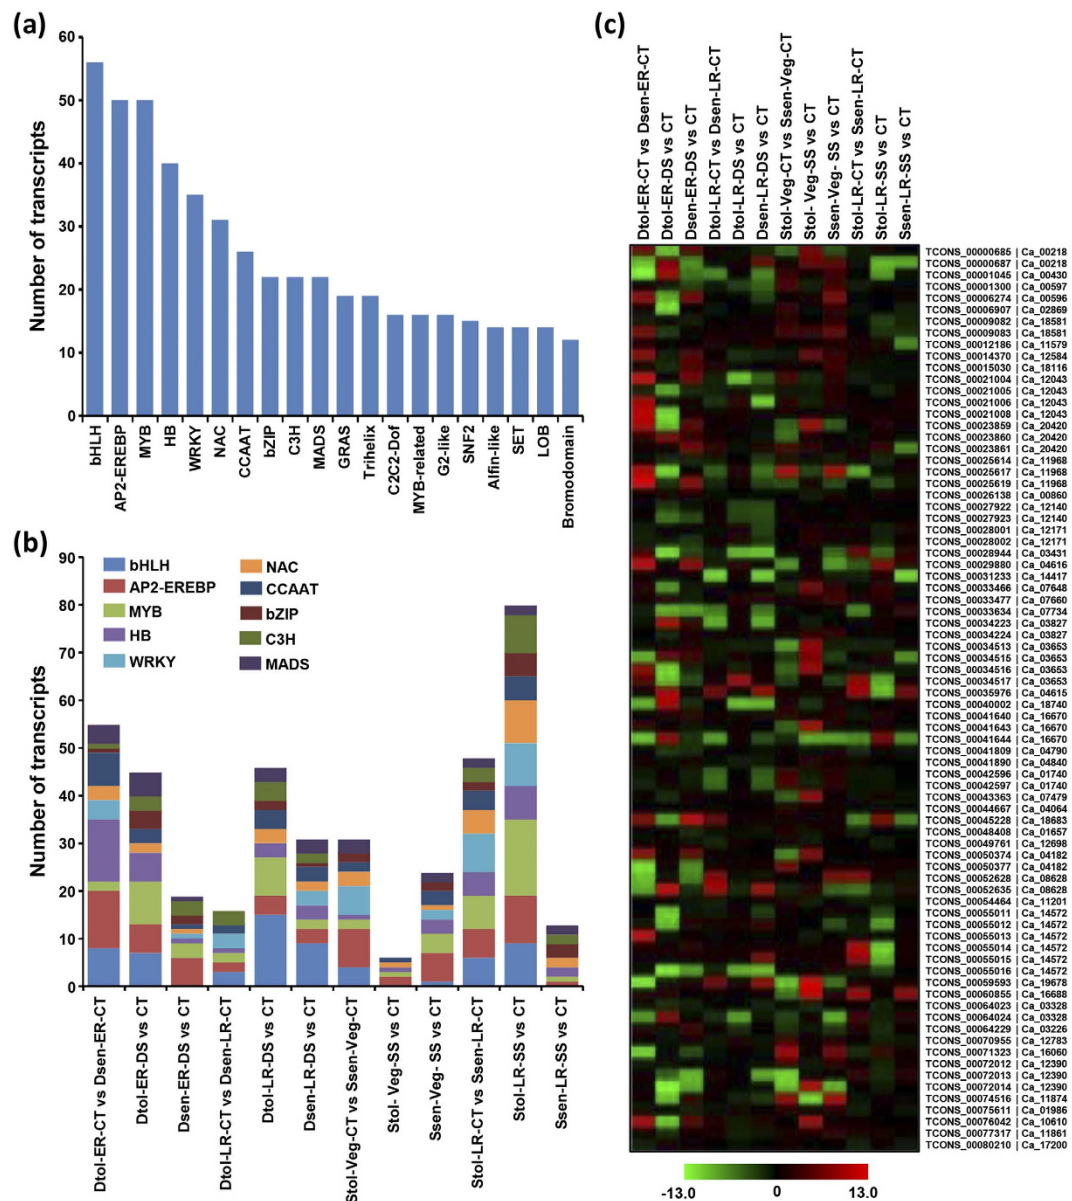 (a)
60
50
40
30
20
10
0
Number of transcripts
bHLH
AP2-EREBP
MYB
HB
WRKY
NAC
CCAAT
bZIP
C3H
MADS
GRAS
Trihelix
C2C2-Dof
MYB-related
G2-like
SNF2
Alfin-like
SET
LOB
Bromodomain
(b)
90
80
70
60
50
40
30
20
10
0
Number of transcripts
bHLH
AP2-EREBP
MYB
HB
WRKY
NAC
CCAAT
bZIP
C3H
MADS
Dtol-ER-CT vs Dsen-ER-CT
Dtol-ER-DS vs CT
Dsen-ER-DS vs CT
Dtol-LR-CT vs Dsen-LR-CT
Dtol-LR-DS vs CT
Dsen-LR-DS vs CT
Stol-Veg-CT vs Ssen-Veg-CT
Stol- Veg-SS vs CT
Ssen-Veg- SS vs CT
Stol-LR-CT vs Ssen-LR-CT
Stol-LR-SS vs CT
Ssen-LR-SS vs CT
(c)
Dtol-ER-CT vs Dsen-ER-CT
Dtol-ER-DS vs CT
Dsen-ER-DS vs CT
Dtol-LR-CT vs Dsen-LR-CT
Dtol-LR-DS vs CT
Dsen-LR-DS vs CT
Stol-Veg-CT vs Ssen-Veg-CT
Stol- Veg-SS vs CT
Ssen-Veg- SS vs CT
Stol-LR-CT vs Ssen-LR-CT
Stol-LR-SS vs CT
Ssen-LR-SS vs CT
TCONS_00000685 | Ca_00218
TCONS_00000687 | Ca_00218
TCONS_00001045 | Ca_00430
TCONS_00001300 | Ca_00597
TCONS_00006274 | Ca_00596
TCONS_00006907 | Ca_02869
TCONS_00009082 | Ca_18581
TCONS_00009083 | Ca_18581
TCONS_00012186 | Ca_11579
TCONS_00014370 | Ca_12584
TCONS_00015030 | Ca_18116
TCONS_00021004 | Ca_12043
TCONS_00021005 | Ca_12043
TCONS_00021006 | Ca_12043
TCONS_00021008 | Ca_12043
TCONS_00023859 | Ca_20420
TCONS_00023860 | Ca_20420
TCONS_00023861 | Ca_20420
TCONS_00025614 | Ca_11968
TCONS_00025617 | Ca_11968
TCONS_00025619 | Ca_11968
TCONS_00026138 | Ca_00860
TCONS_00027922 | Ca_12140
TCONS_00027923 | Ca_12140
TCONS_00028001 | Ca_12171
TCONS_00028002 | Ca_12171
TCONS_00028944 | Ca_03431
TCONS_00029880 | Ca_04616
TCONS_00031233 | Ca_14417
TCONS_00033466 | Ca_07648
TCONS_00033477 | Ca_07660
TCONS_00033634 | Ca_07734
TCONS_00034223 | Ca_03827
TCONS_00034224 | Ca_03827
TCONS_00034513 | Ca_03653
TCONS_00034515 | Ca_03653
TCONS_00034516 | Ca_03653
TCONS_00034517 | Ca_03653
TCONS_00035976 | Ca_04615
TCONS_00040002 | Ca_18740
TCONS_00041640 | Ca_16670
TCONS_00041643 | Ca_16670
TCONS_00041644 | Ca_16670
TCONS_00041809 | Ca_04790
TCONS_00041890 | Ca_04840
TCONS_00042596 | Ca_01740
TCONS_00042597 | Ca_01740
TCONS_00043363 | Ca_07479
TCONS_00044667 | Ca_04064
TCONS_00045228 | Ca_18683
TCONS_00048408 | Ca_01657
TCONS_00049761 | Ca_12698
TCONS_00050374 | Ca_04182
TCONS_00050377 | Ca_04182
TCONS_00052628 | Ca_08628
TCONS_00052635 | Ca_08628
TCONS_00054464 | Ca_11201
TCONS_00055011 | Ca_14572
TCONS_00055012 | Ca_14572
TCONS_00055013 | Ca_14572
TCONS_00055014 | Ca_14572
TCONS_00055015 | Ca_14572
TCONS_00055016 | Ca_14572
TCONS_00059593 | Ca_19678
TCONS_00060855 | Ca_16688
TCONS_00064023 | Ca_03328
TCONS_00064024 | Ca_03328
TCONS_00064229 | Ca_03226
TCONS_00070955 | Ca_12783
TCONS_00071323 | Ca_16060
TCONS_00072012 | Ca_12390
TCONS_00072013 | Ca_12390
TCONS_00072014 | Ca_12390
TCONS_00074516 | Ca_11874
TCONS_00075611 | Ca_01986
TCONS_00076042 | Ca_10610
TCONS_00077317 | Ca_11861
TCONS_00080210 | Ca_17200
-13.0
0
13.0